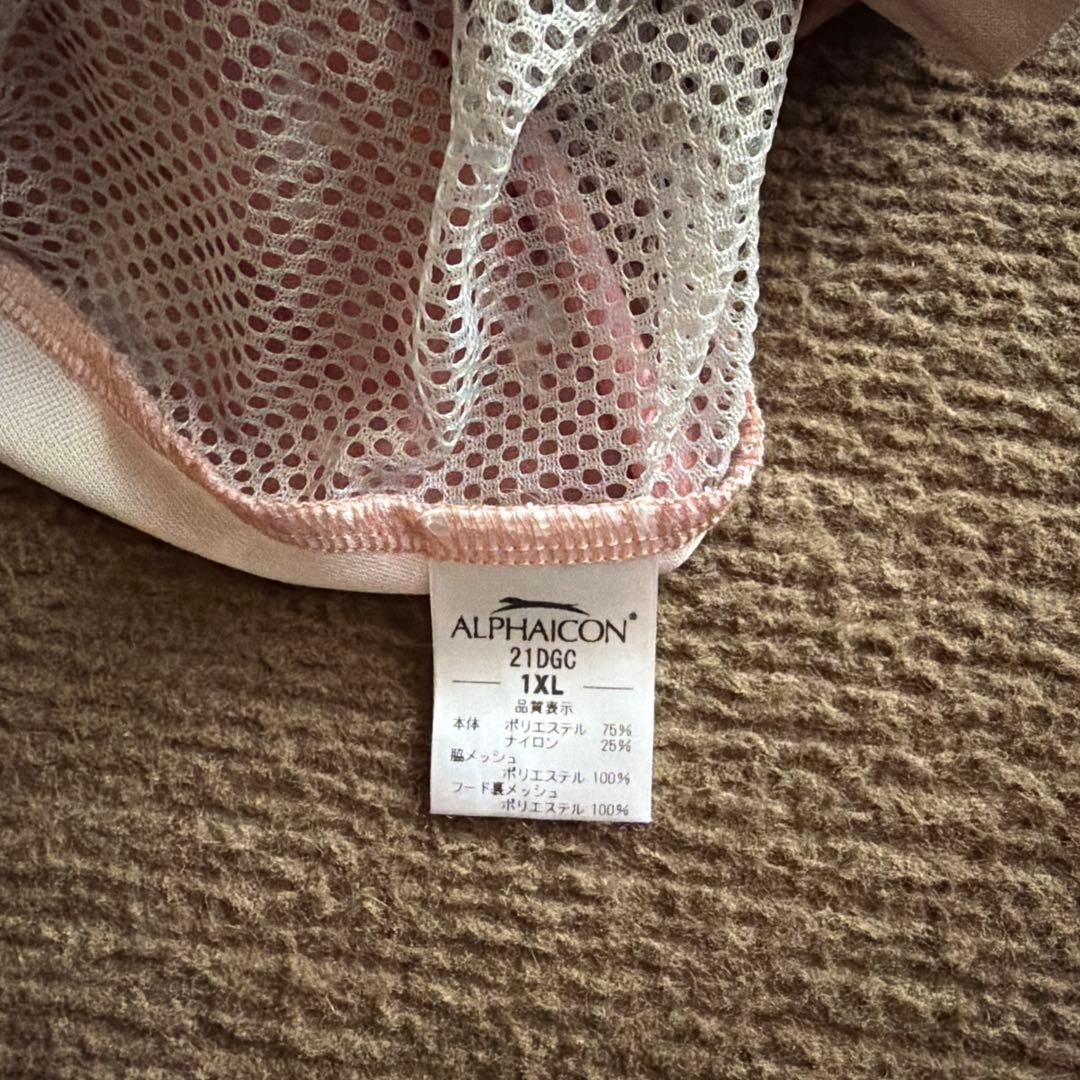 ALPHAICON®
21DGC
1XL
品質表示
本体 ポリエステル 75%
ナイロン 25%
脇メッシュ
ポリエステル 100%
フード裏メッシュ
ポリエステル 100%